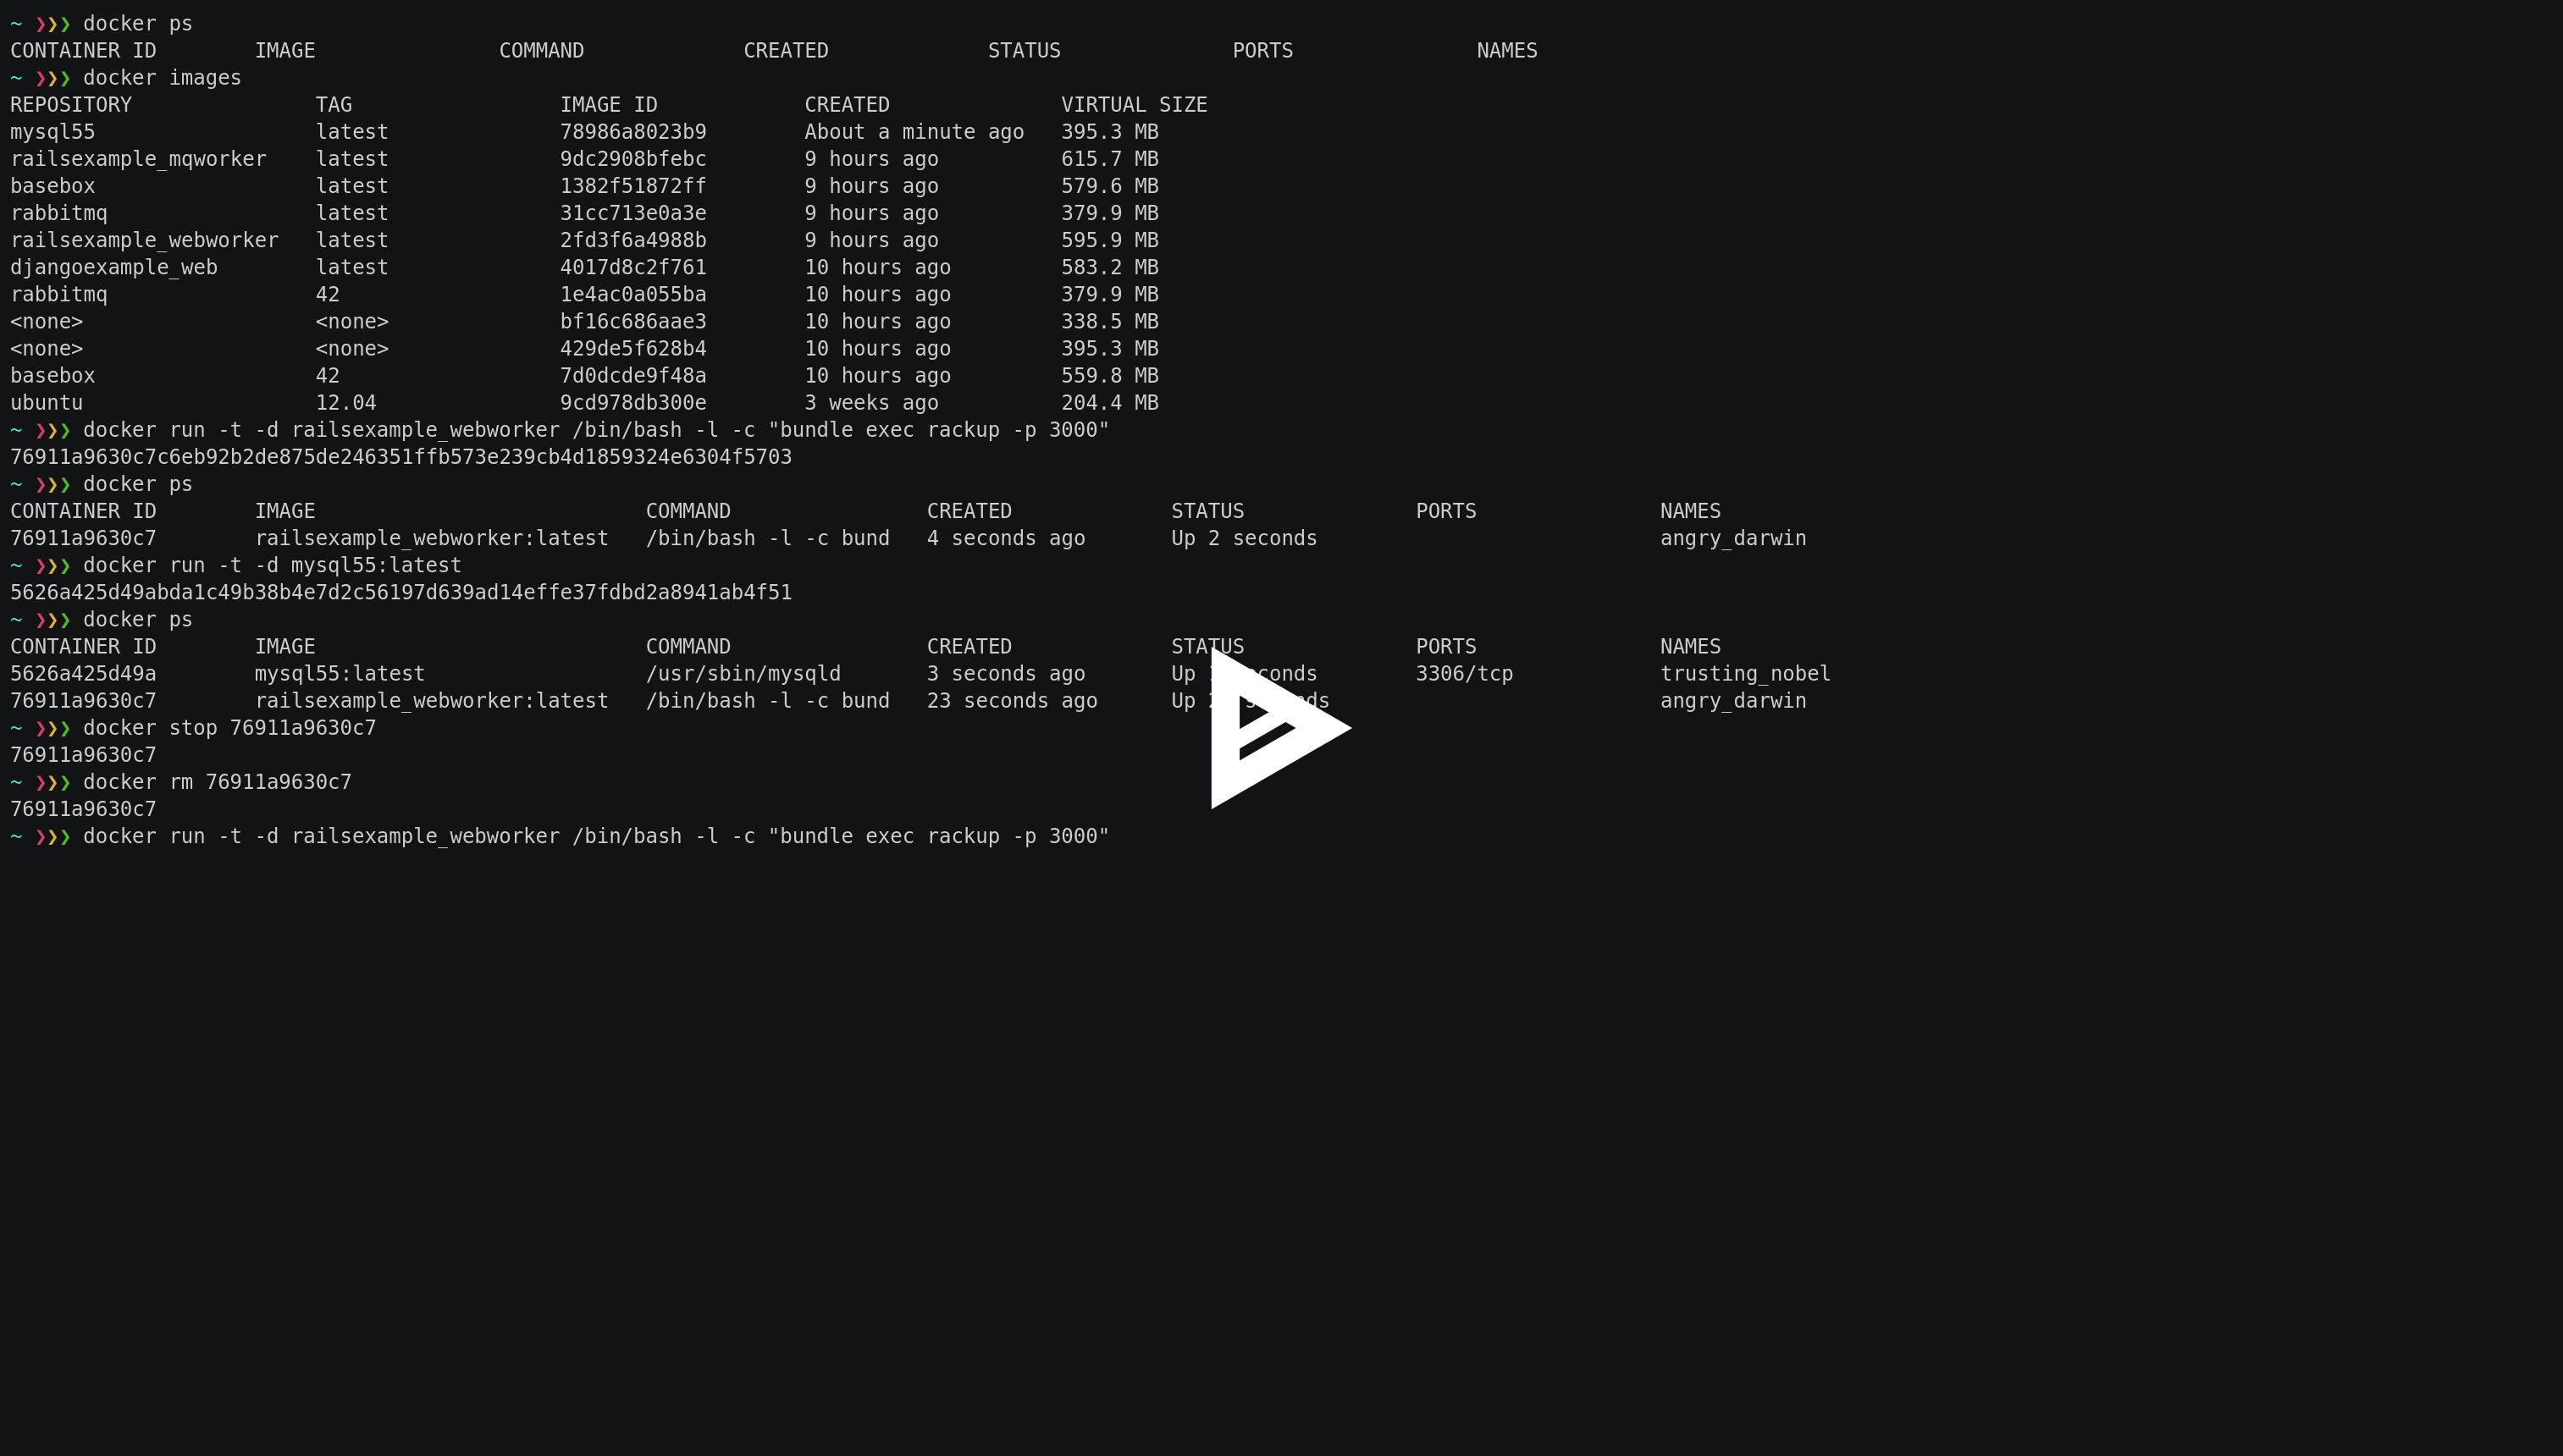 ~ ❯❯❯ docker ps
CONTAINER ID        IMAGE               COMMAND             CREATED             STATUS              PORTS               NAMES
~ ❯❯❯ docker images
REPOSITORY               TAG                 IMAGE ID            CREATED              VIRTUAL SIZE
mysql55                  latest              78986a8023b9        About a minute ago   395.3 MB
railsexample_mqworker    latest              9dc2908bfebc        9 hours ago          615.7 MB
basebox                  latest              1382f51872ff        9 hours ago          579.6 MB
rabbitmq                 latest              31cc713e0a3e        9 hours ago          379.9 MB
railsexample_webworker   latest              2fd3f6a4988b        9 hours ago          595.9 MB
djangoexample_web        latest              4017d8c2f761        10 hours ago         583.2 MB
rabbitmq                 42                  1e4ac0a055ba        10 hours ago         379.9 MB
<none>                   <none>              bf16c686aae3        10 hours ago         338.5 MB
<none>                   <none>              429de5f628b4        10 hours ago         395.3 MB
basebox                  42                  7d0dcde9f48a        10 hours ago         559.8 MB
ubuntu                   12.04               9cd978db300e        3 weeks ago          204.4 MB
~ ❯❯❯ docker run -t -d railsexample_webworker /bin/bash -l -c "bundle exec rackup -p 3000"
76911a9630c7c6eb92b2de875de246351ffb573e239cb4d1859324e6304f5703
~ ❯❯❯ docker ps
CONTAINER ID        IMAGE                           COMMAND                CREATED             STATUS              PORTS               NAMES
76911a9630c7        railsexample_webworker:latest   /bin/bash -l -c bund   4 seconds ago       Up 2 seconds                            angry_darwin
~ ❯❯❯ docker run -t -d mysql55:latest
5626a425d49abda1c49b38b4e7d2c56197d639ad14effe37fdbd2a8941ab4f51
~ ❯❯❯ docker ps
CONTAINER ID        IMAGE                           COMMAND                CREATED             STATUS              PORTS               NAMES
5626a425d49a        mysql55:latest                  /usr/sbin/mysqld       3 seconds ago       Up seconds        3306/tcp            trusting_nobel
76911a9630c7        railsexample_webworker:latest   /bin/bash -l -c bund   23 seconds ago      Up                            angry_darwin
~ ❯❯❯ docker stop 76911a9630c7
76911a9630c7
~ ❯❯❯ docker rm 76911a9630c7
76911a9630c7
~ ❯❯❯ docker run -t -d railsexample_webworker /bin/bash -l -c "bundle exec rackup -p 3000"